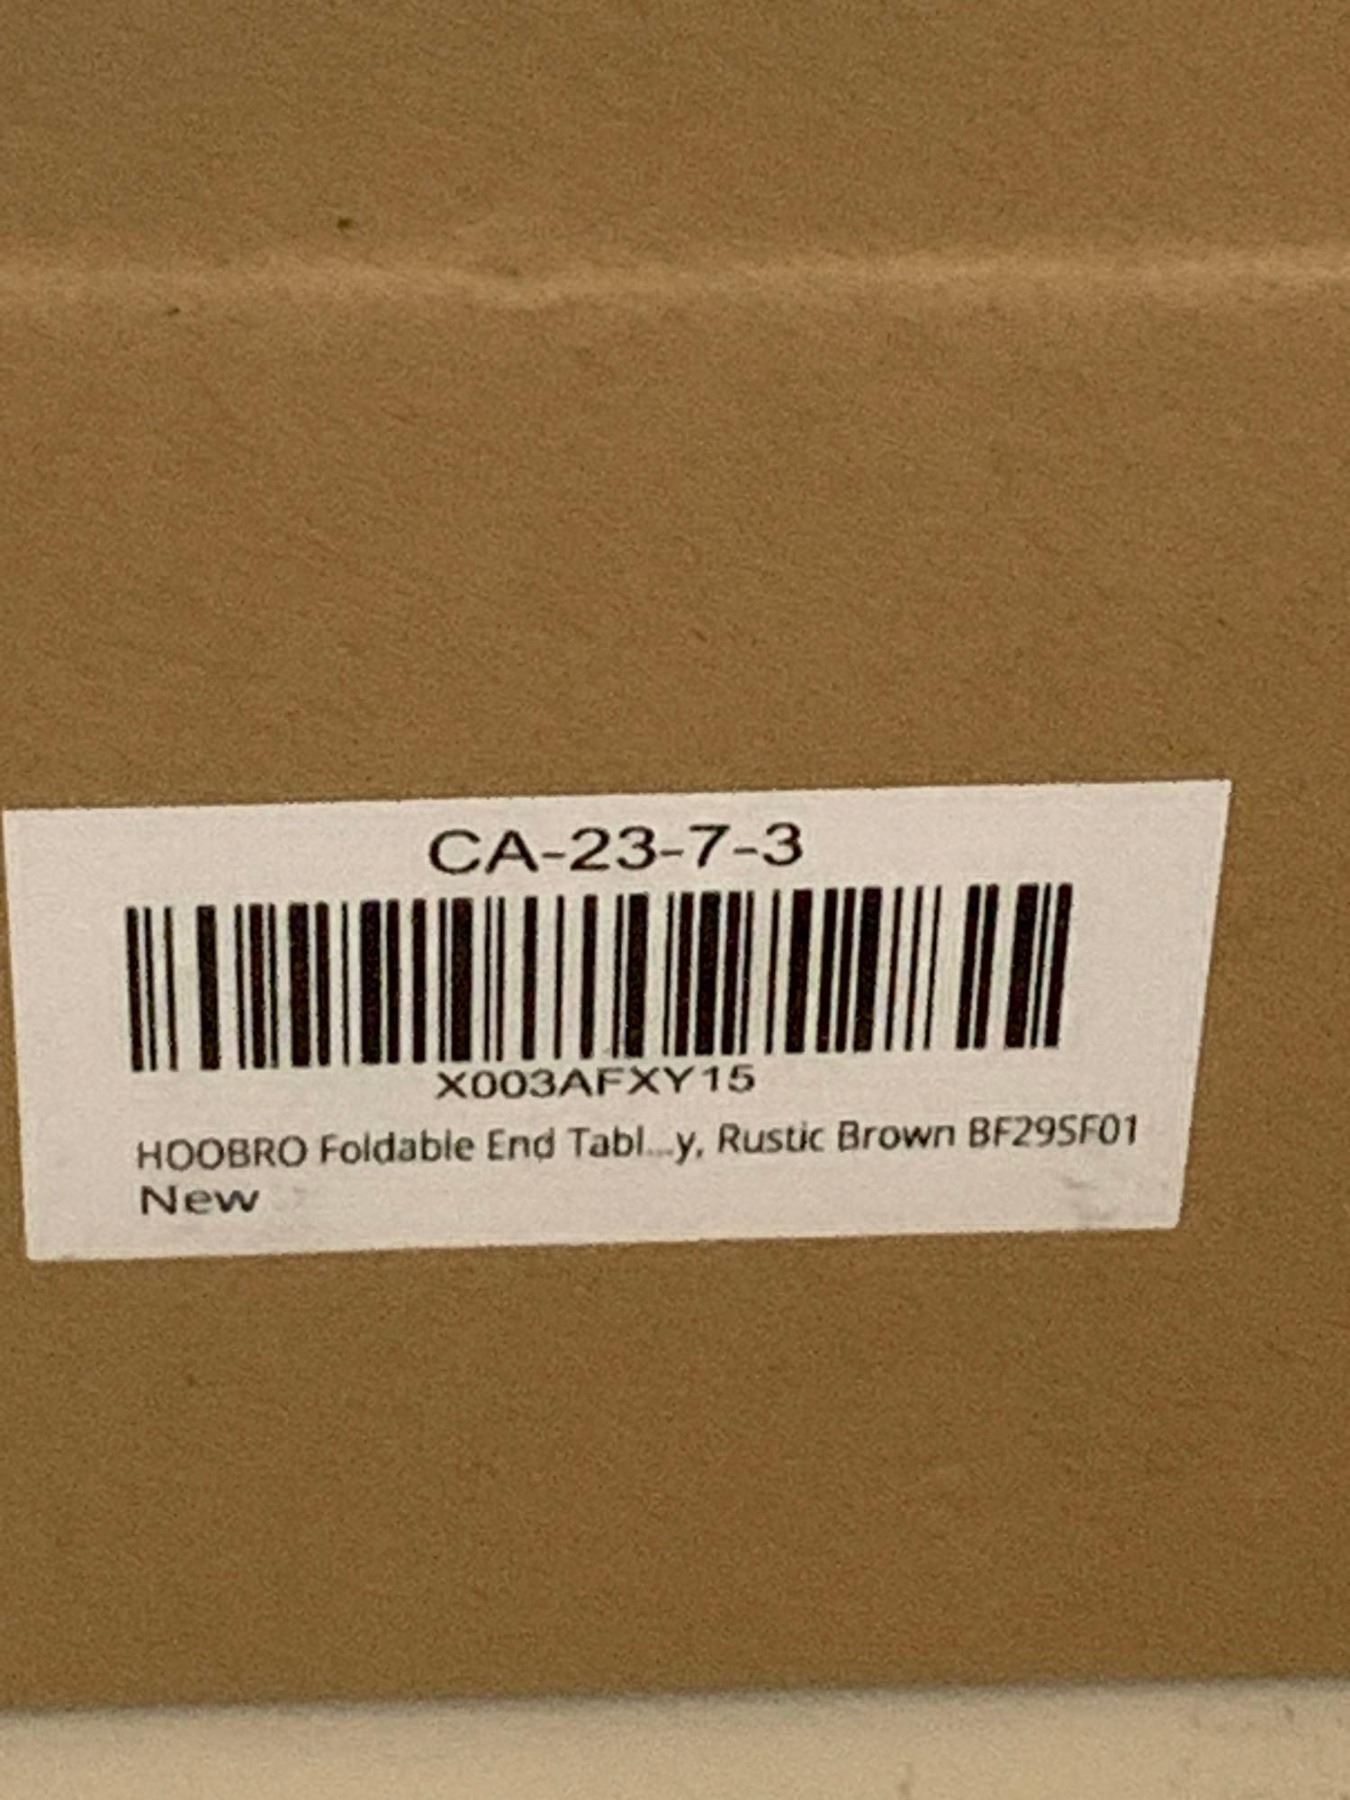 CA-23-7-3
X003AFXY15
HOOBRO Foldable End Tabl...y, Rustic Brown BF29SF01
New